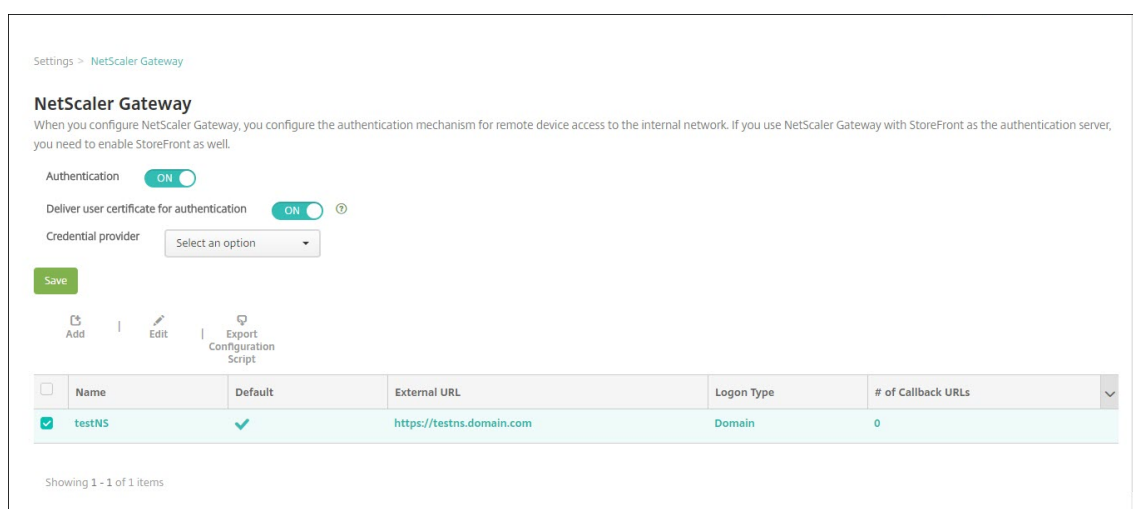 Settings > NetScaler Gateway
NetScaler Gateway
When you configure NetScaler Gateway, you configure the authentication mechanism for remote device access to the internal network. If you use NetScaler Gateway with StoreFront as the authentication server,
you need to enable StoreFront as well.
Authentication ON
Deliver user certificate for authentication ON ?
Credential provider Select an option
Save
Add | Edit | Export
Configuration
Script
Name Default External URL Logon Type # of Callback URLs
testNS https://testns.domain.com Domain 0
Showing 1 - 1 of 1 items